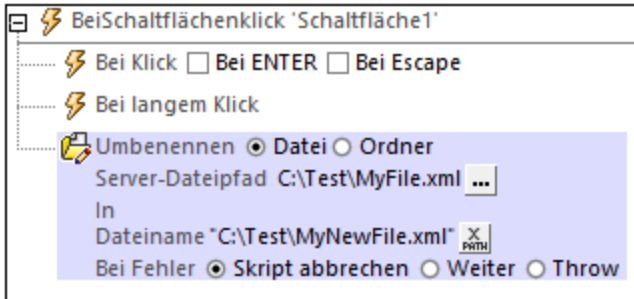 BeiSchaltflächenklick 'Schaltfläche1'
Bei Klick Bei ENTER Bei Escape
Bei langem Klick
Umbenennen Datei Ordner
Server-Dateipfad C:\Test\MyFile.xml ...
In
Dateiname "C:\Test\MyNewFile.xml" XPATH
Bei Fehler Skript abbrechen Weiter Throw